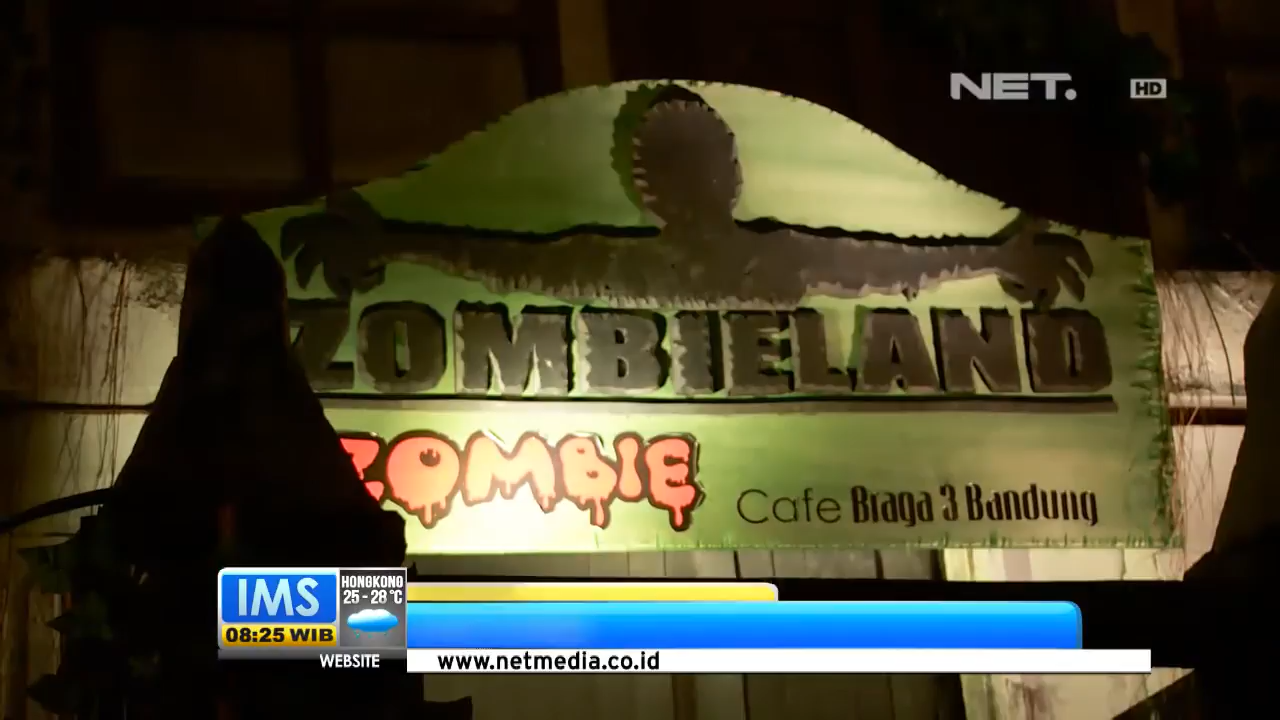 NET. HD
ZOMBIELAND
ZOMBIE
Cafe Braga 3 Bandung
IMS
HONGKONG
25 - 28 °C
08:25 WIB
WEBSITE
www.netmedia.co.id